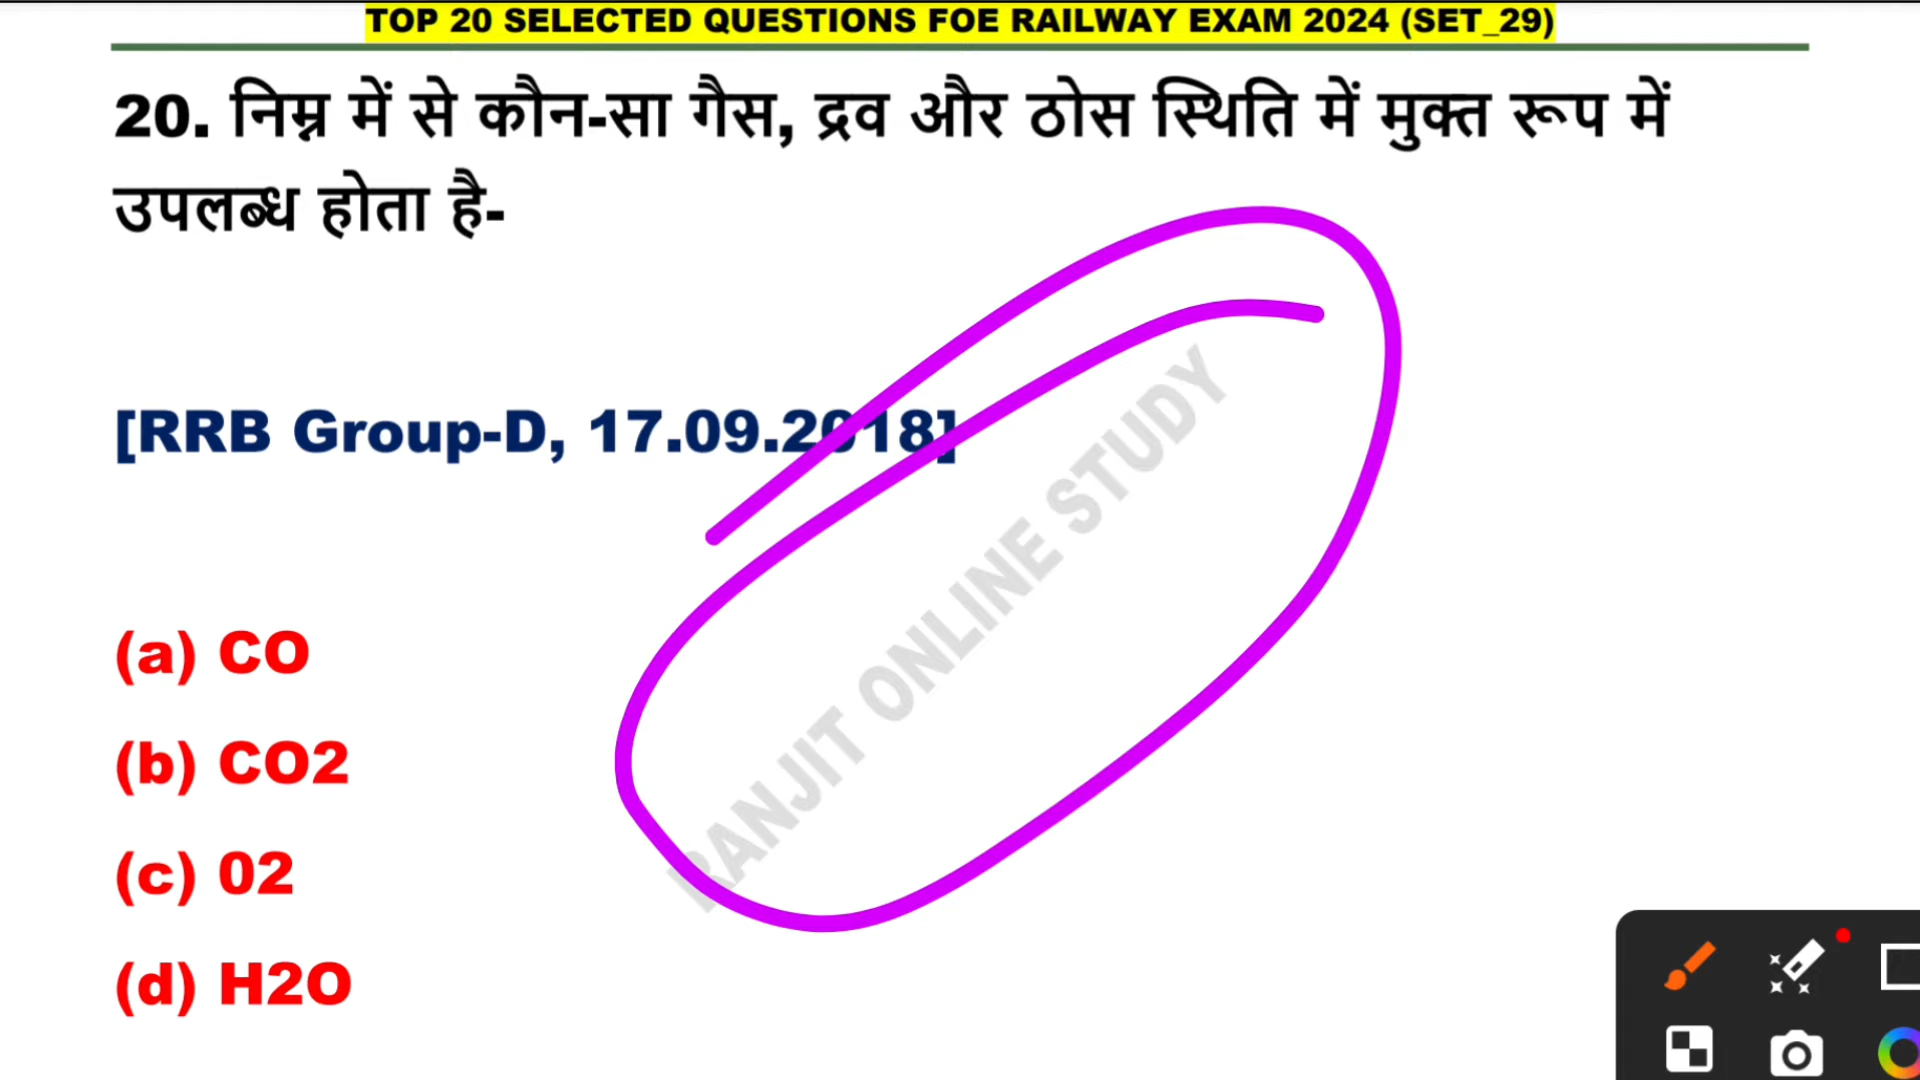 TOP 20 SELECTED QUESTIONS FOE RAILWAY EXAM 2024 (SET_29)
20. निम्न में से कौन-सा गैस, द्रव और ठोस स्थिति में मुक्त रूप में
उपलब्ध होता है-
[RRB Group-D, 17.09.2018]
RANJIT ONLINE STUDY
(a) CO
(b) CO2
(c) 02
(d) H2O